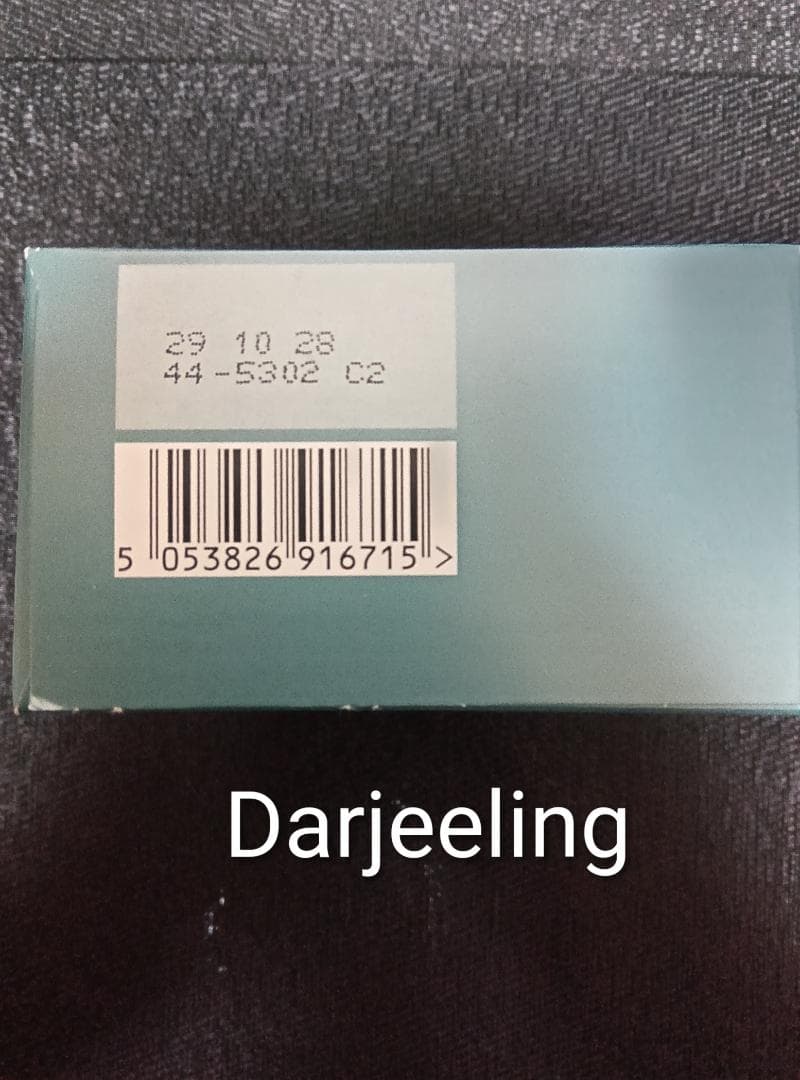 29 10 28
44-5302 C2
5 053826 916715 >
Darjeeling